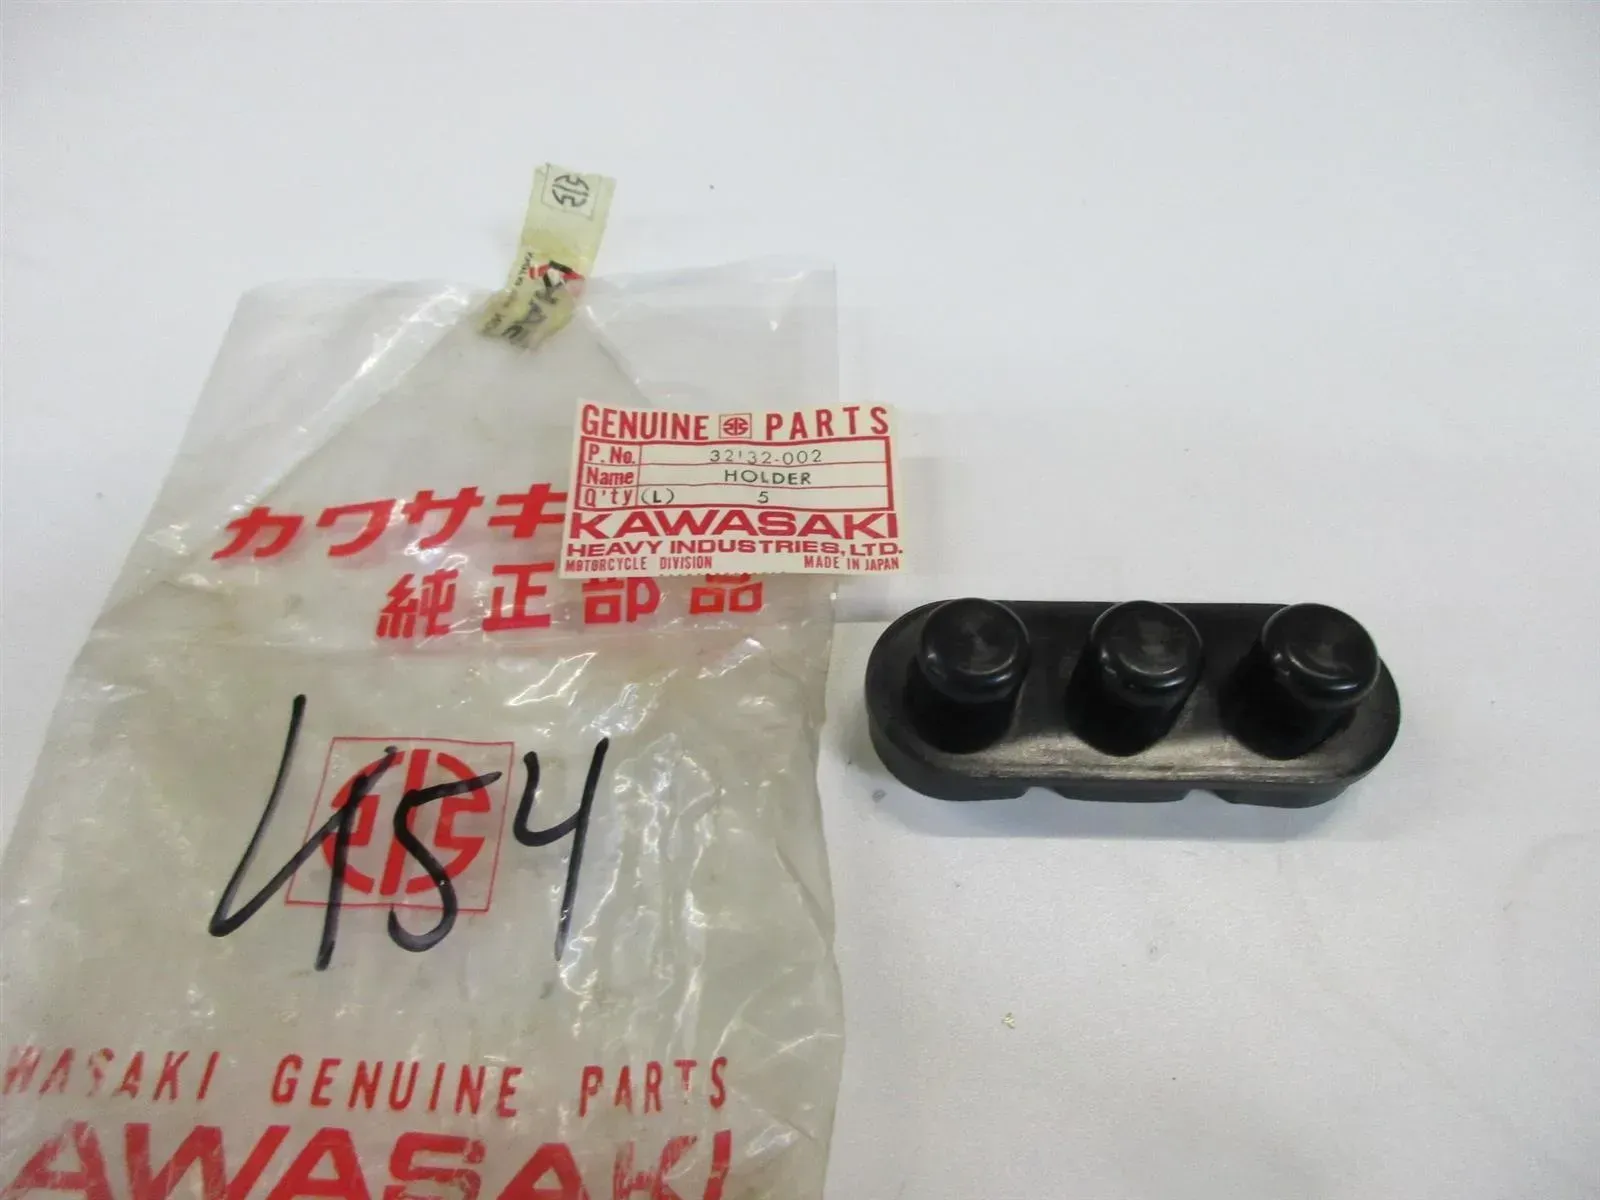 GENUINE PARTS
P. No. 32132-002
Name HOLDER
Q'ty (L) 5
KAWASAKI
HEAVY INDUSTRIES, LTD.
MOTORCYCLE DIVISION MADE IN JAPAN
カワサキ
純正部品
454
WASAKI GENUINE PARTS
AWASAKI